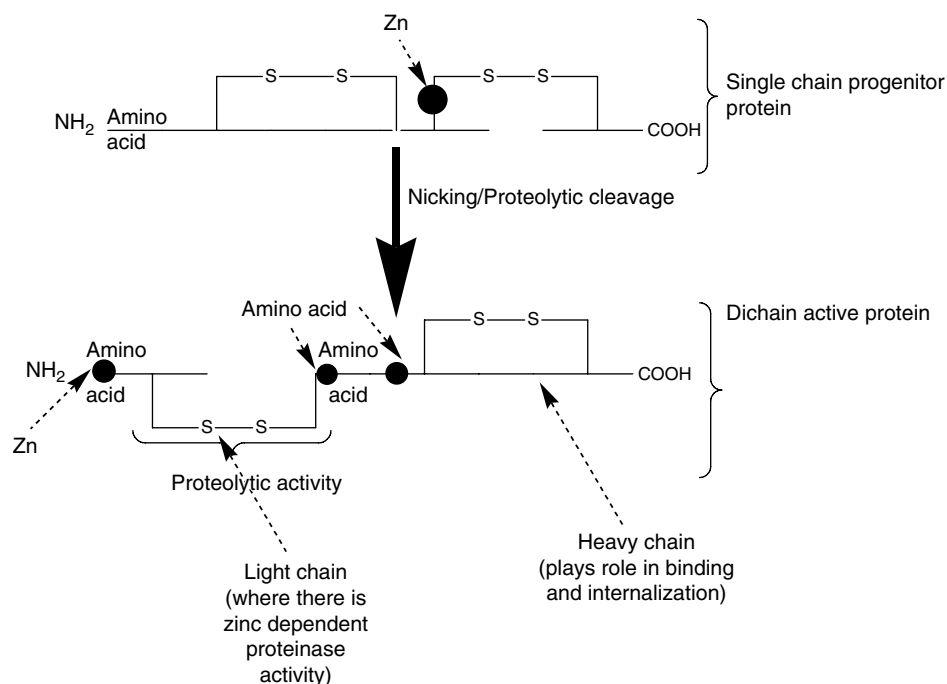 Zn
S S S S
Single chain progenitor
protein
NH2 Amino
acid
COOH
Nicking/Proteolytic cleavage
Amino acid
S S
Dichain active protein
NH2 Amino
acid
Amino
acid
COOH
Zn
S S
Proteolytic activity
Light chain
(where there is
zinc dependent
proteinase
activity)
Heavy chain
(plays role in binding
and internalization)